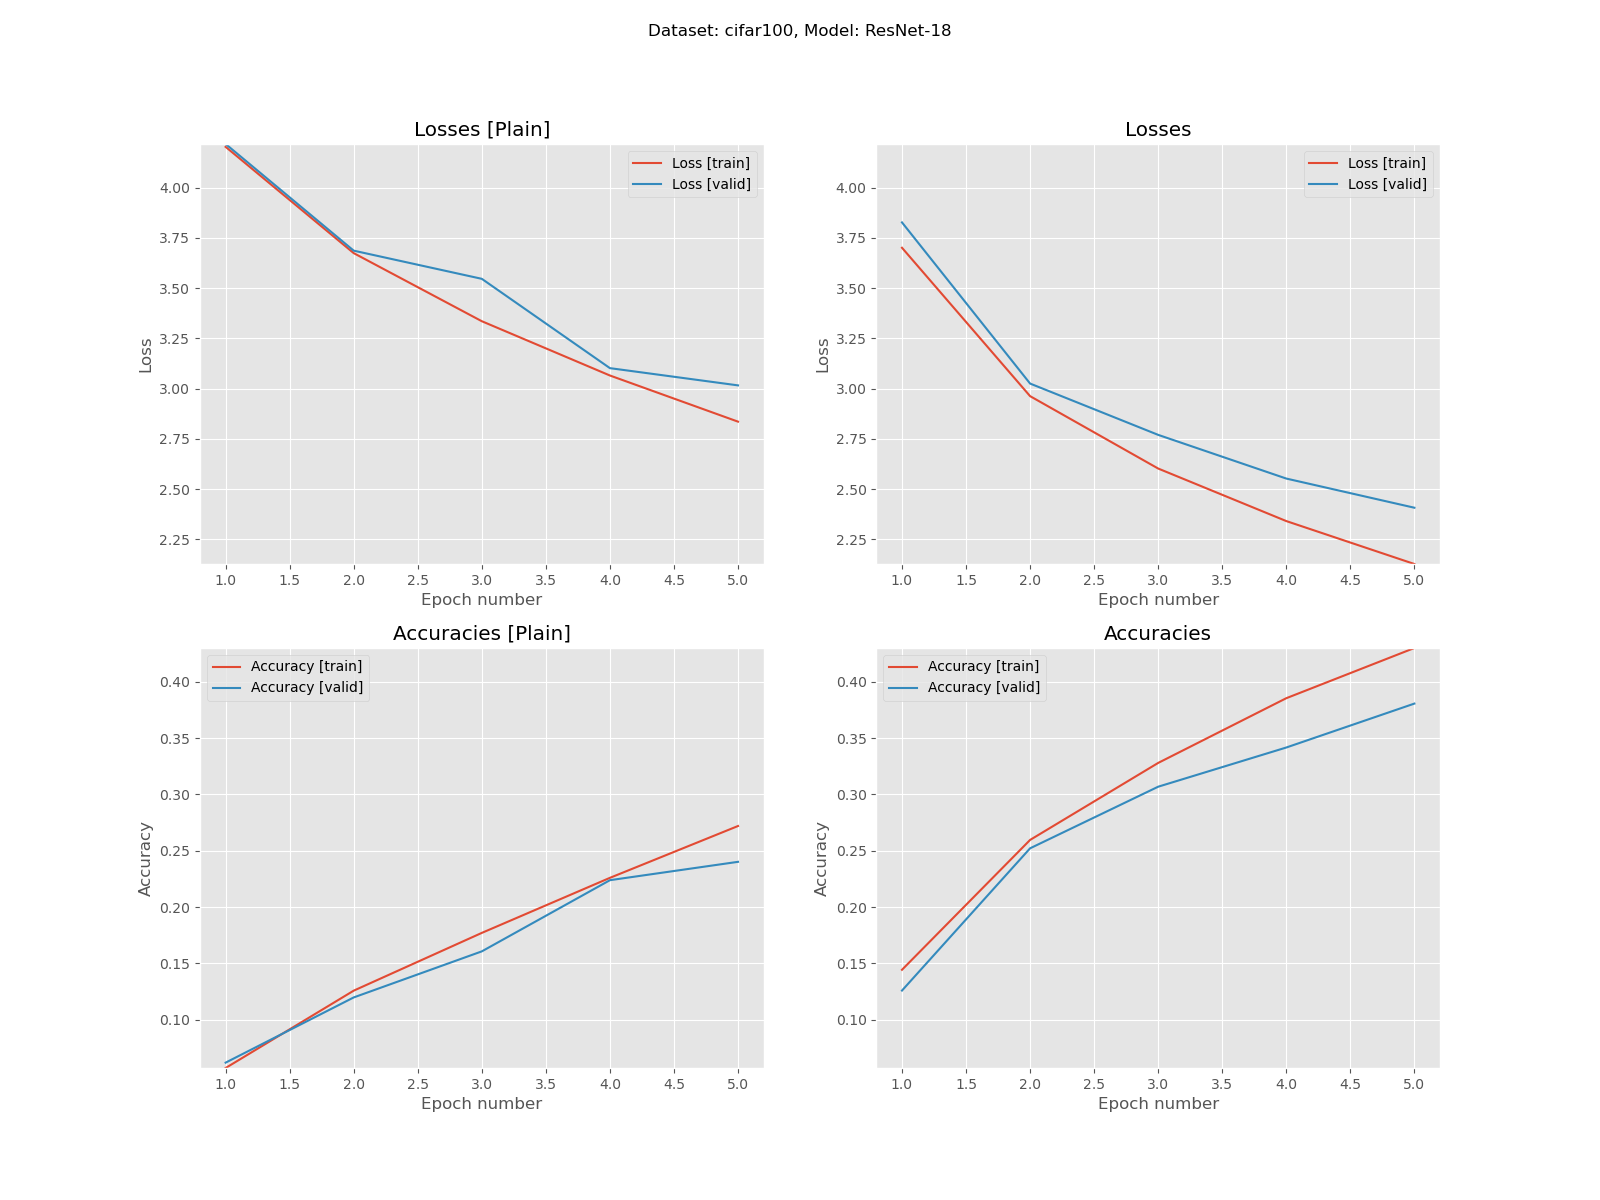 Dataset: cifar100, Model: ResNet-18
Losses [Plain]
Loss [train]
Loss [valid]
4.00
3.75
3.50
3.25
3.00
2.75
2.50
2.25
Loss
1.0 1.5 2.0 2.5 3.0 3.5 4.0 4.5 5.0
Epoch number
Losses
Loss [train]
Loss [valid]
4.00
3.75
3.50
3.25
3.00
2.75
2.50
2.25
Loss
1.0 1.5 2.0 2.5 3.0 3.5 4.0 4.5 5.0
Epoch number
Accuracies [Plain]
Accuracy [train]
Accuracy [valid]
0.40
0.35
0.30
0.25
0.20
0.15
0.10
Accuracy
1.0 1.5 2.0 2.5 3.0 3.5 4.0 4.5 5.0
Epoch number
Accuracies
Accuracy [train]
Accuracy [valid]
0.40
0.35
0.30
0.25
0.20
0.15
0.10
Accuracy
1.0 1.5 2.0 2.5 3.0 3.5 4.0 4.5 5.0
Epoch number